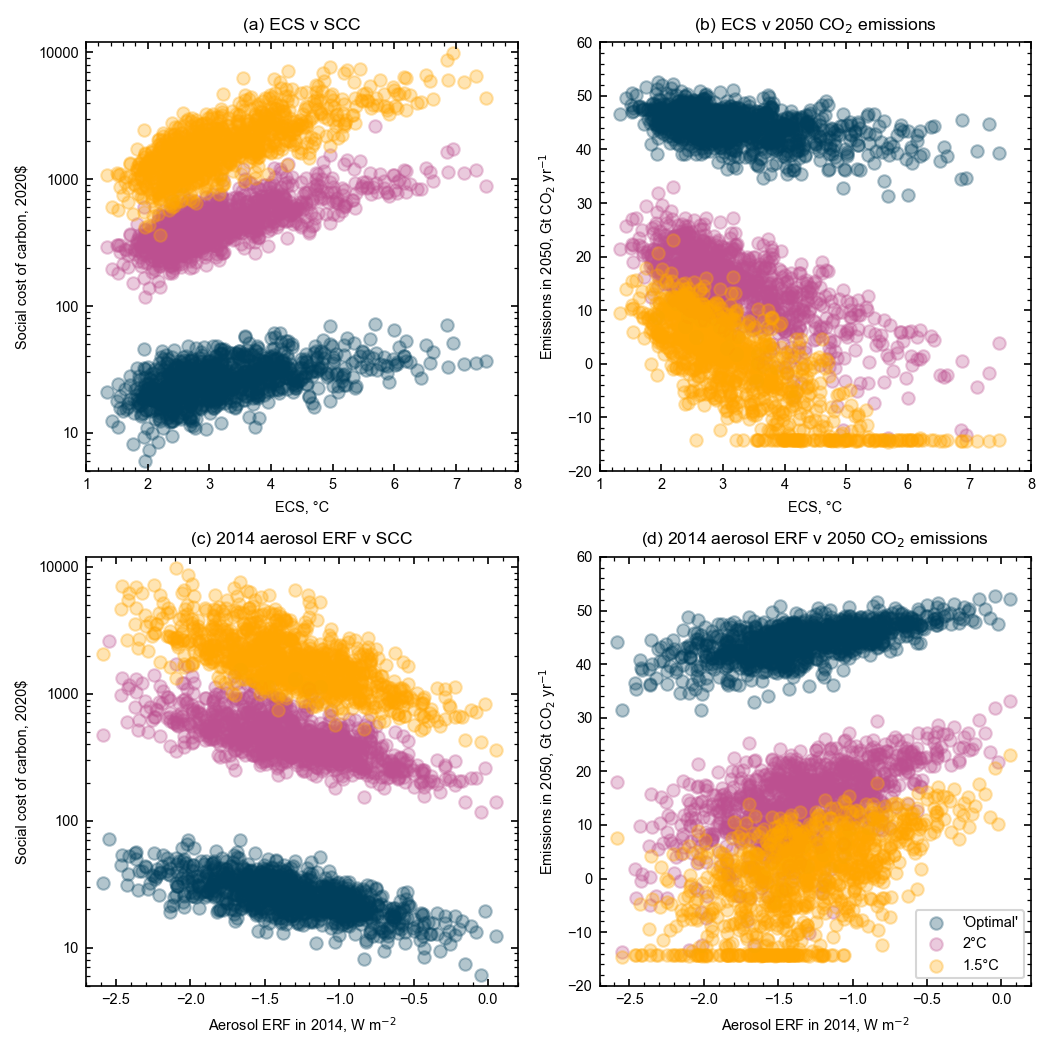 (a) ECS v SCC
10000
1000
100
10
Social cost of carbon, 2020$
1 2 3 4 5 6 7 8
ECS, °C
(b) ECS v 2050 CO₂ emissions
60
50
40
30
20
10
0
−10
−20
Emissions in 2050, Gt CO₂ yr⁻¹
1 2 3 4 5 6 7 8
ECS, °C
(c) 2014 aerosol ERF v SCC
10000
1000
100
10
Social cost of carbon, 2020$
−2.5 −2.0 −1.5 −1.0 −0.5 0.0
Aerosol ERF in 2014, W m⁻²
(d) 2014 aerosol ERF v 2050 CO₂ emissions
60
50
40
30
20
10
0
−10
−20
Emissions in 2050, Gt CO₂ yr⁻¹
'Optimal'
2°C
1.5°C
−2.5 −2.0 −1.5 −1.0 −0.5 0.0
Aerosol ERF in 2014, W m⁻²